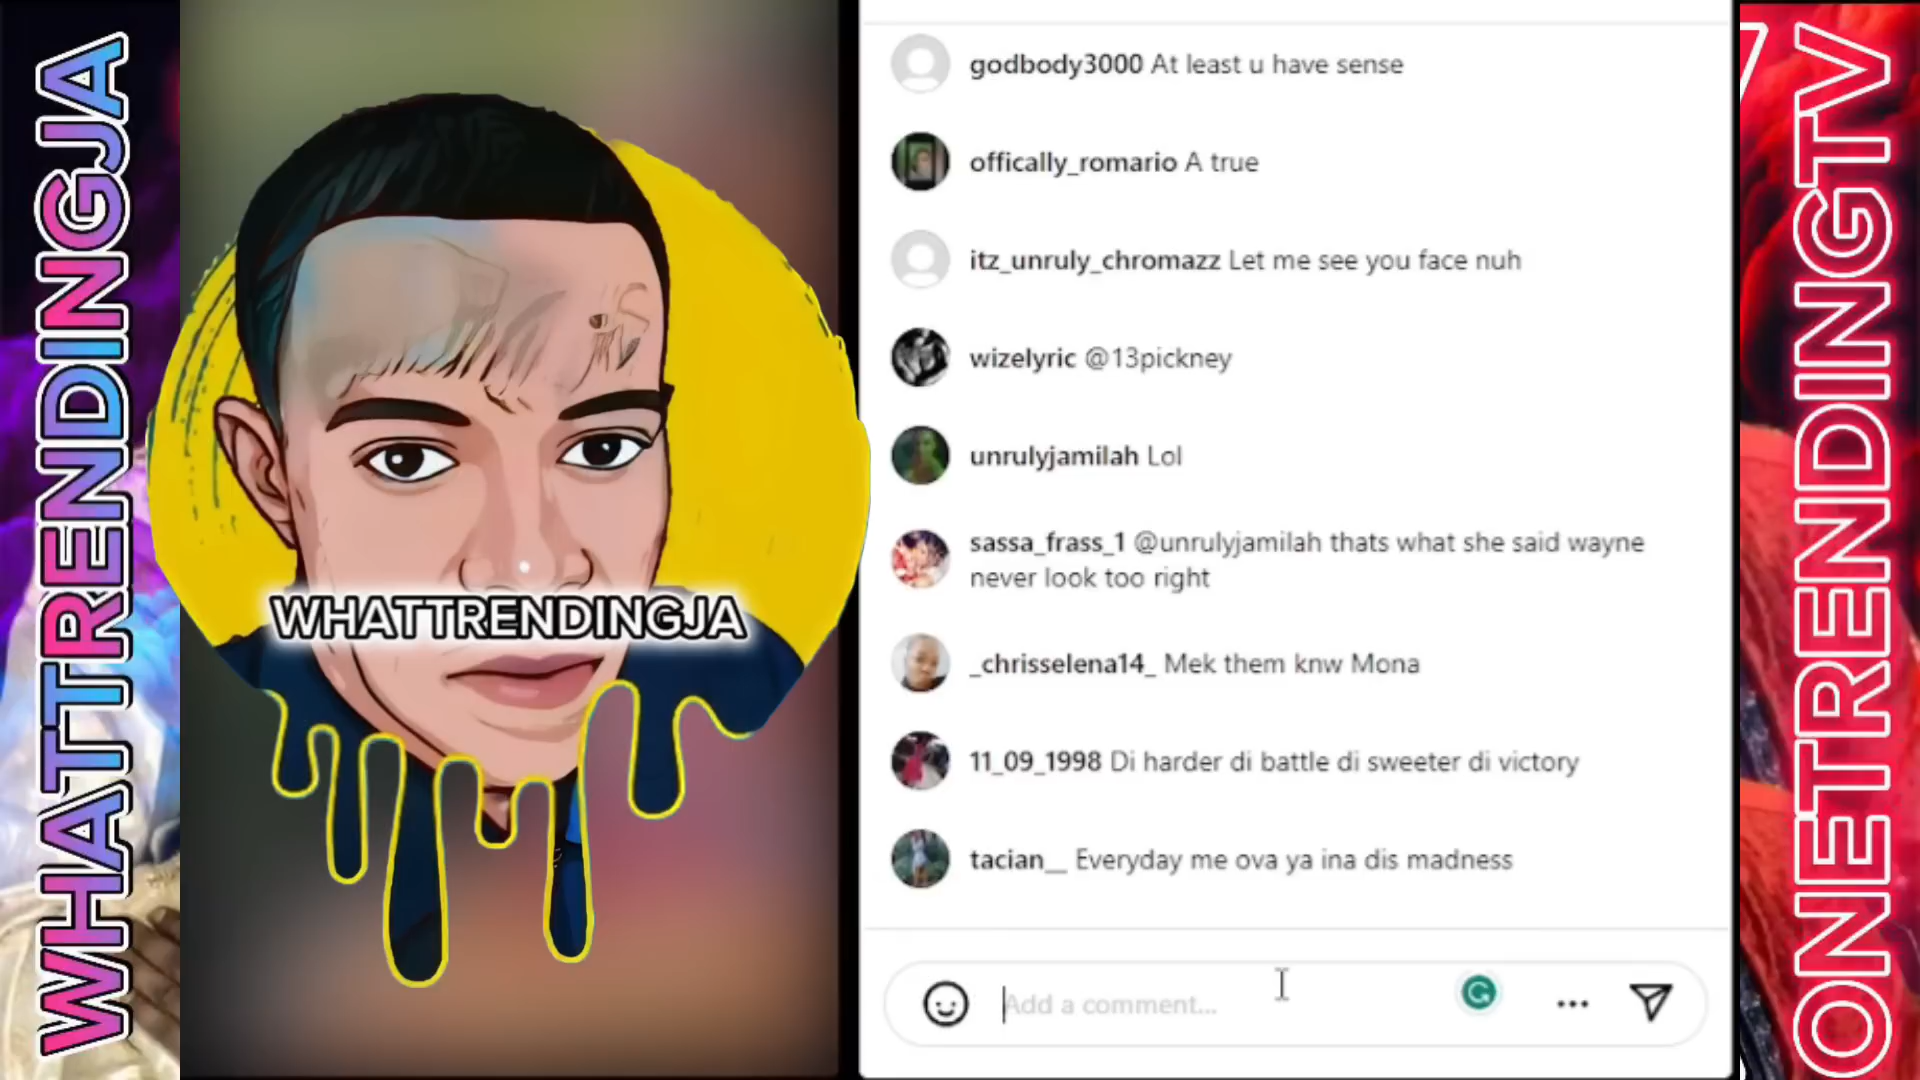 WHATTRENDINGJA
WHATTRENDINGJA
godbody3000 At least u have sense
offically_romario A true
itz_unruly_chromazz Let me see you face nuh
wizelyric @13pickney
unrulyjamilah Lol
sassa_frass_1 @unrulyjamilah thats what she said wayne
never look too right
_chrisselena14_ Mek them knw Mona
11_09_1998 Di harder di battle di sweeter di victory
tacian__ Everyday me ova ya ina dis madness
Add a comment...
ONETRENDINGTV